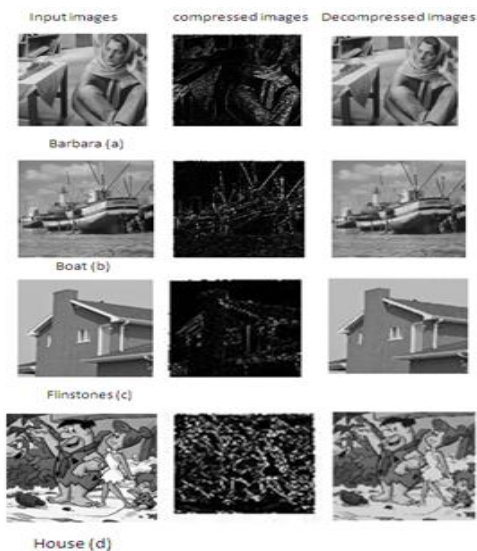 Input images compressed images Decompressed images
Barbara (a)
Boat (b)
Flinstones (c)
House (d)